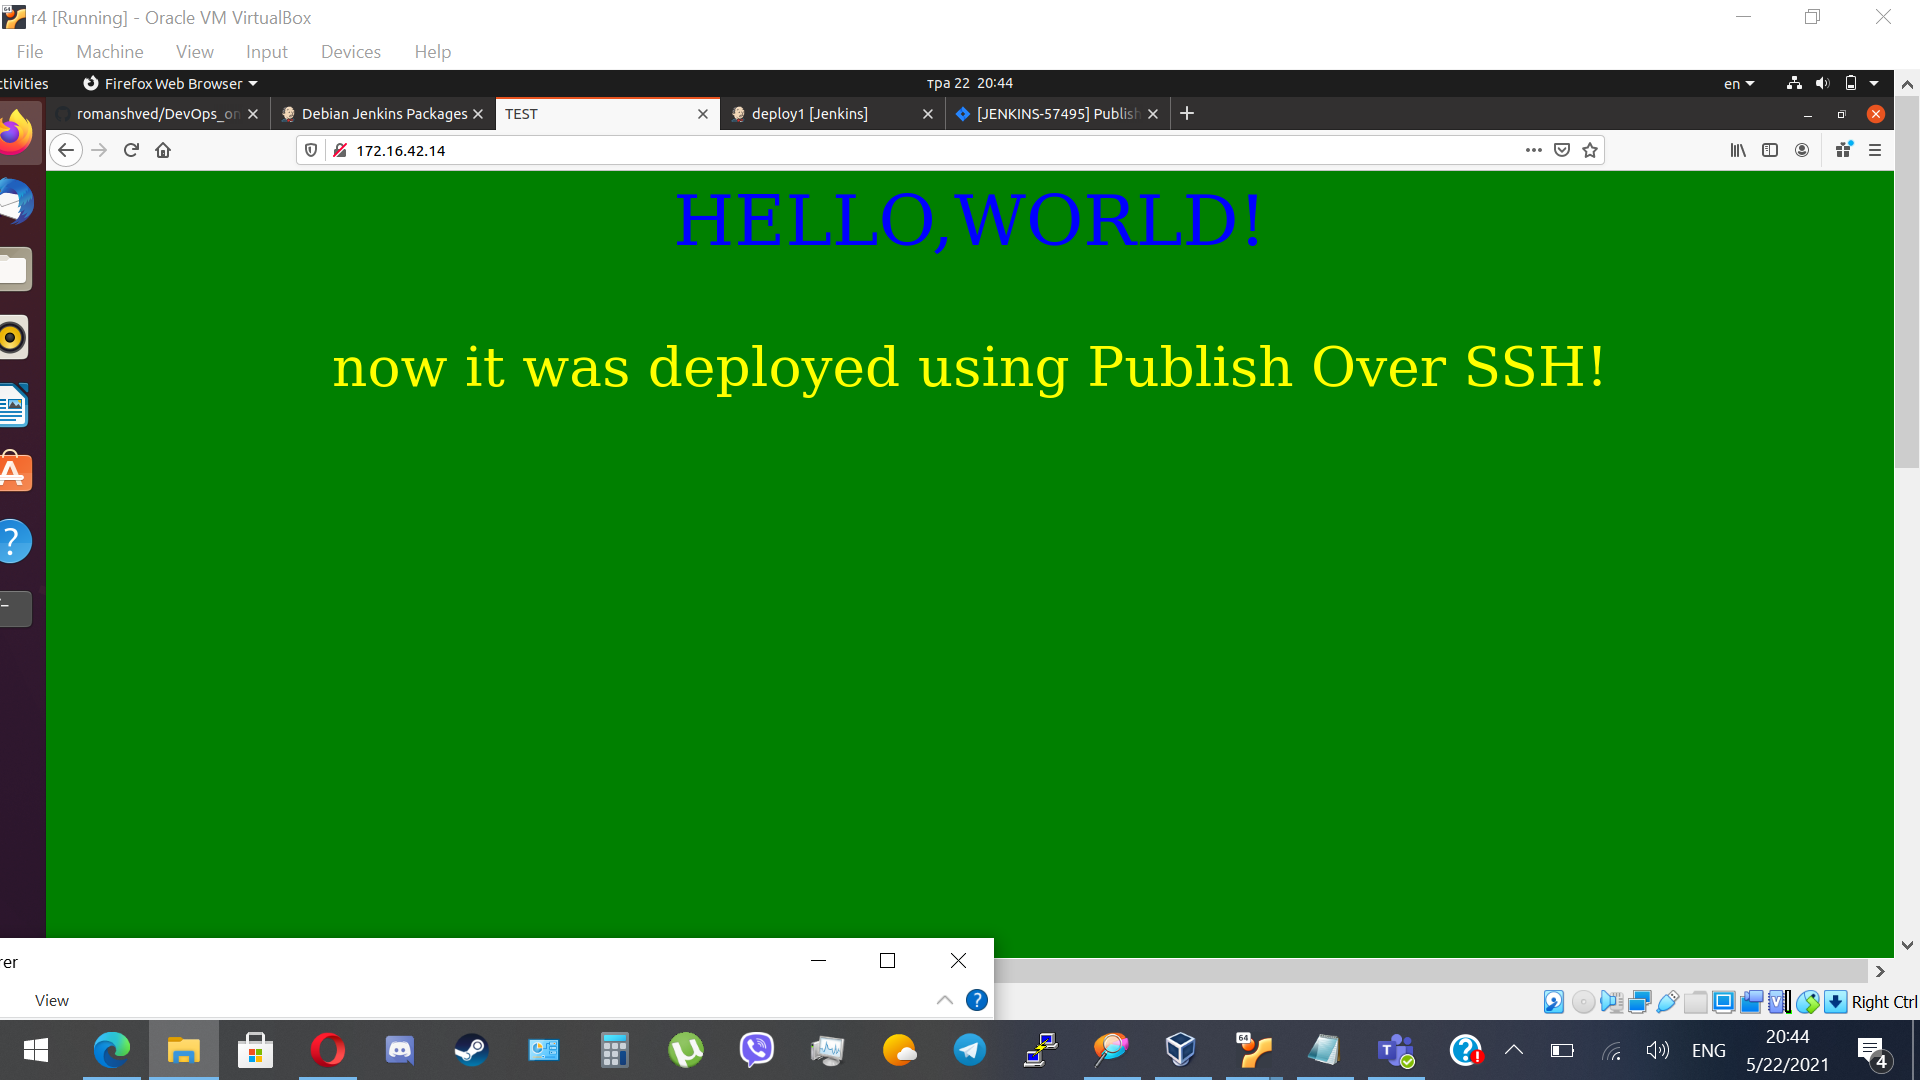 r4 [Running] - Oracle VM VirtualBox
File Machine View Input Devices Help
ctivities Firefox Web Browser тра 22 20:44 en
romanshved/DevOps_on Debian Jenkins Packages TEST deploy1 [Jenkins] [JENKINS-57495] Publish
172.16.42.14
HELLO,WORLD!
now it was deployed using Publish Over SSH!
rer
View
Right Ctrl
64
ENG
20:44
5/22/2021
4